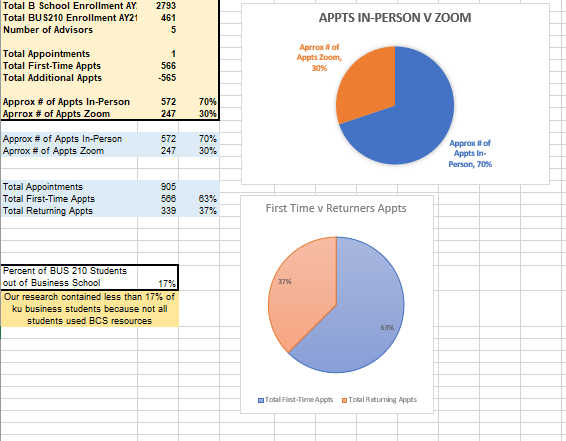 Total B School Enrollment AY 2793
Total BUS210 Enrollment AY21 461
Number of Advisors 5
Total Appointments 1
Total First-Time Appts 566
Total Additional Appts -565
Approx # of Appts In-Person 572 70%
Aprrox # of Appts Zoom 247 30%
Approx # of Appts In-Person 572 70%
Aprrox # of Appts Zoom 247 30%
Total Appointments 905
Total First-Time Appts 566 63%
Total Returning Appts 339 37%
Percent of BUS 210 Students
out of Business School 17%
Our research contained less than 17% of
ku business students because not all
students used BCS resources
APPTS IN-PERSON V ZOOM
Aprrox # of
Appts Zoom,
30%
Approx # of
Appts In-
Person, 70%
First Time v Returners Appts
37%
63%
Total First-Time Appts Total Returning Appts